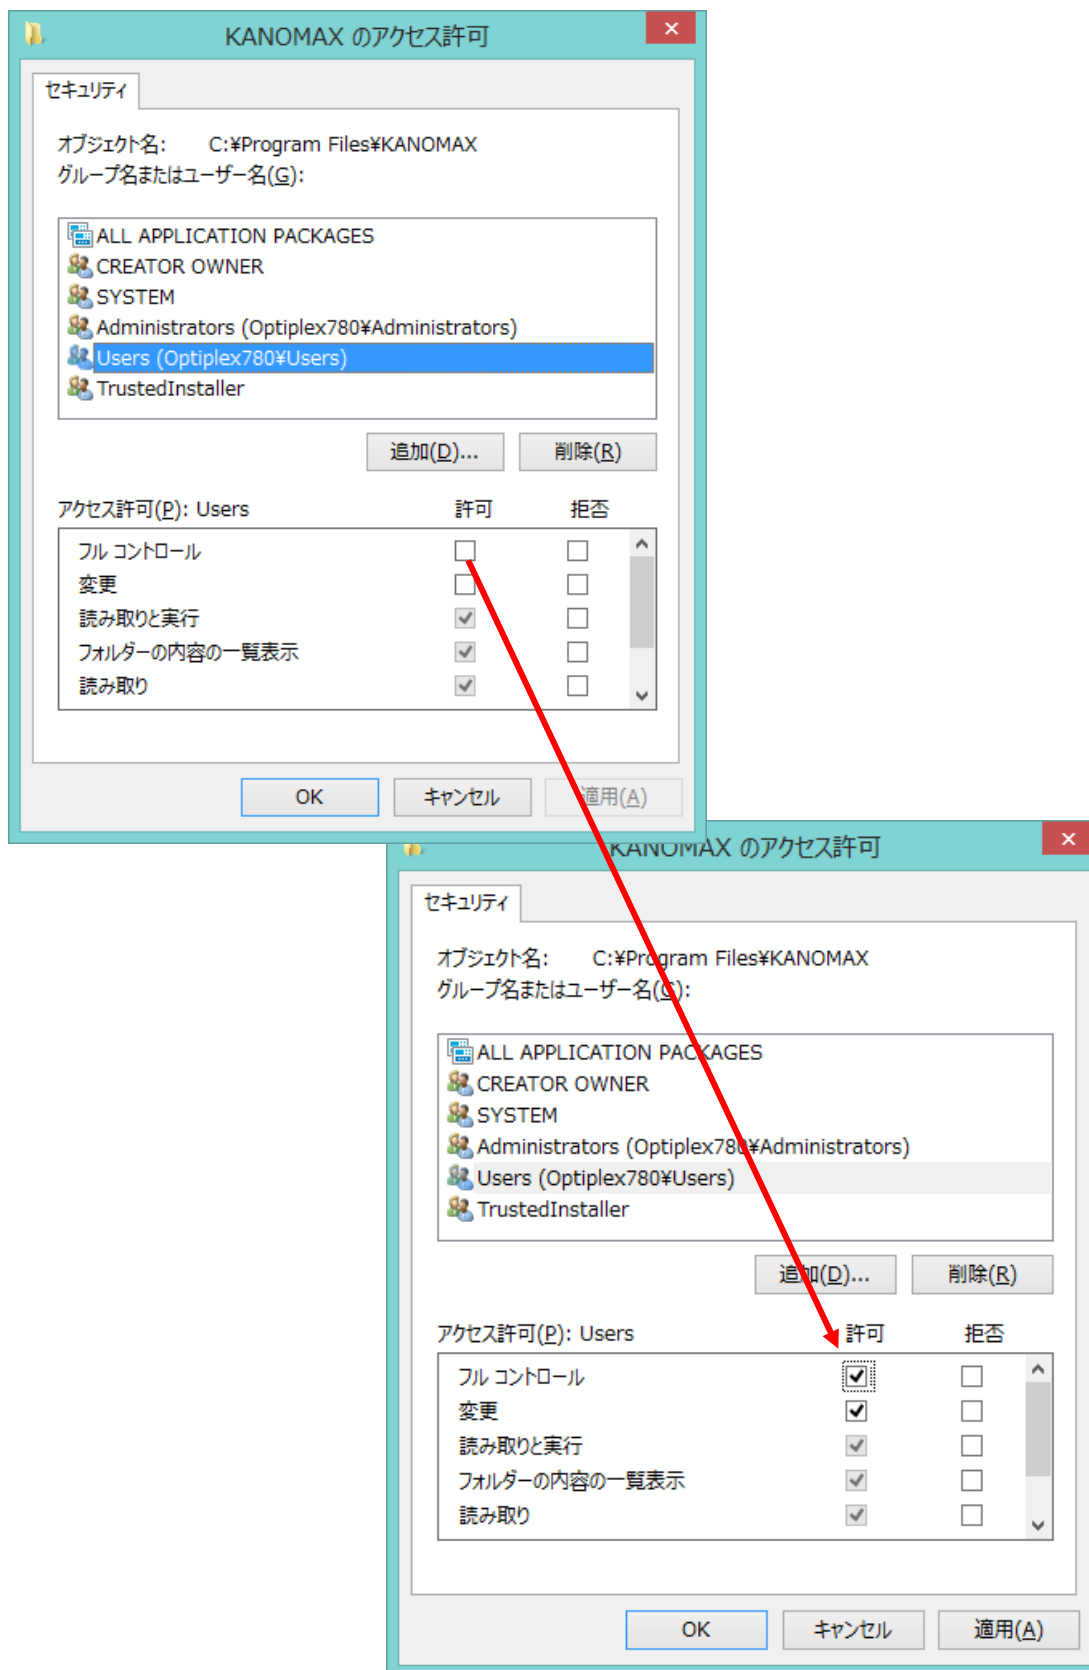 KANOMAX のアクセス許可
セキュリティ
オブジェクト名: C:¥Program Files¥KANOMAX
グループ名またはユーザー名(G):
ALL APPLICATION PACKAGES
CREATOR OWNER
SYSTEM
Administrators (Optiplex780¥Administrators)
Users (Optiplex780¥Users)
TrustedInstaller
追加(D)... 削除(R)
アクセス許可(P): Users 許可 拒否
フル コントロール
変更
読み取りと実行
フォルダーの内容の一覧表示
読み取り
OK キャンセル 適用(A)
KANOMAX のアクセス許可
セキュリティ
オブジェクト名: C:¥Program Files¥KANOMAX
グループ名またはユーザー名(G):
ALL APPLICATION PACKAGES
CREATOR OWNER
SYSTEM
Administrators (Optiplex780¥Administrators)
Users (Optiplex780¥Users)
TrustedInstaller
追加(D)... 削除(R)
アクセス許可(P): Users 許可 拒否
フル コントロール
変更
読み取りと実行
フォルダーの内容の一覧表示
読み取り
OK キャンセル 適用(A)